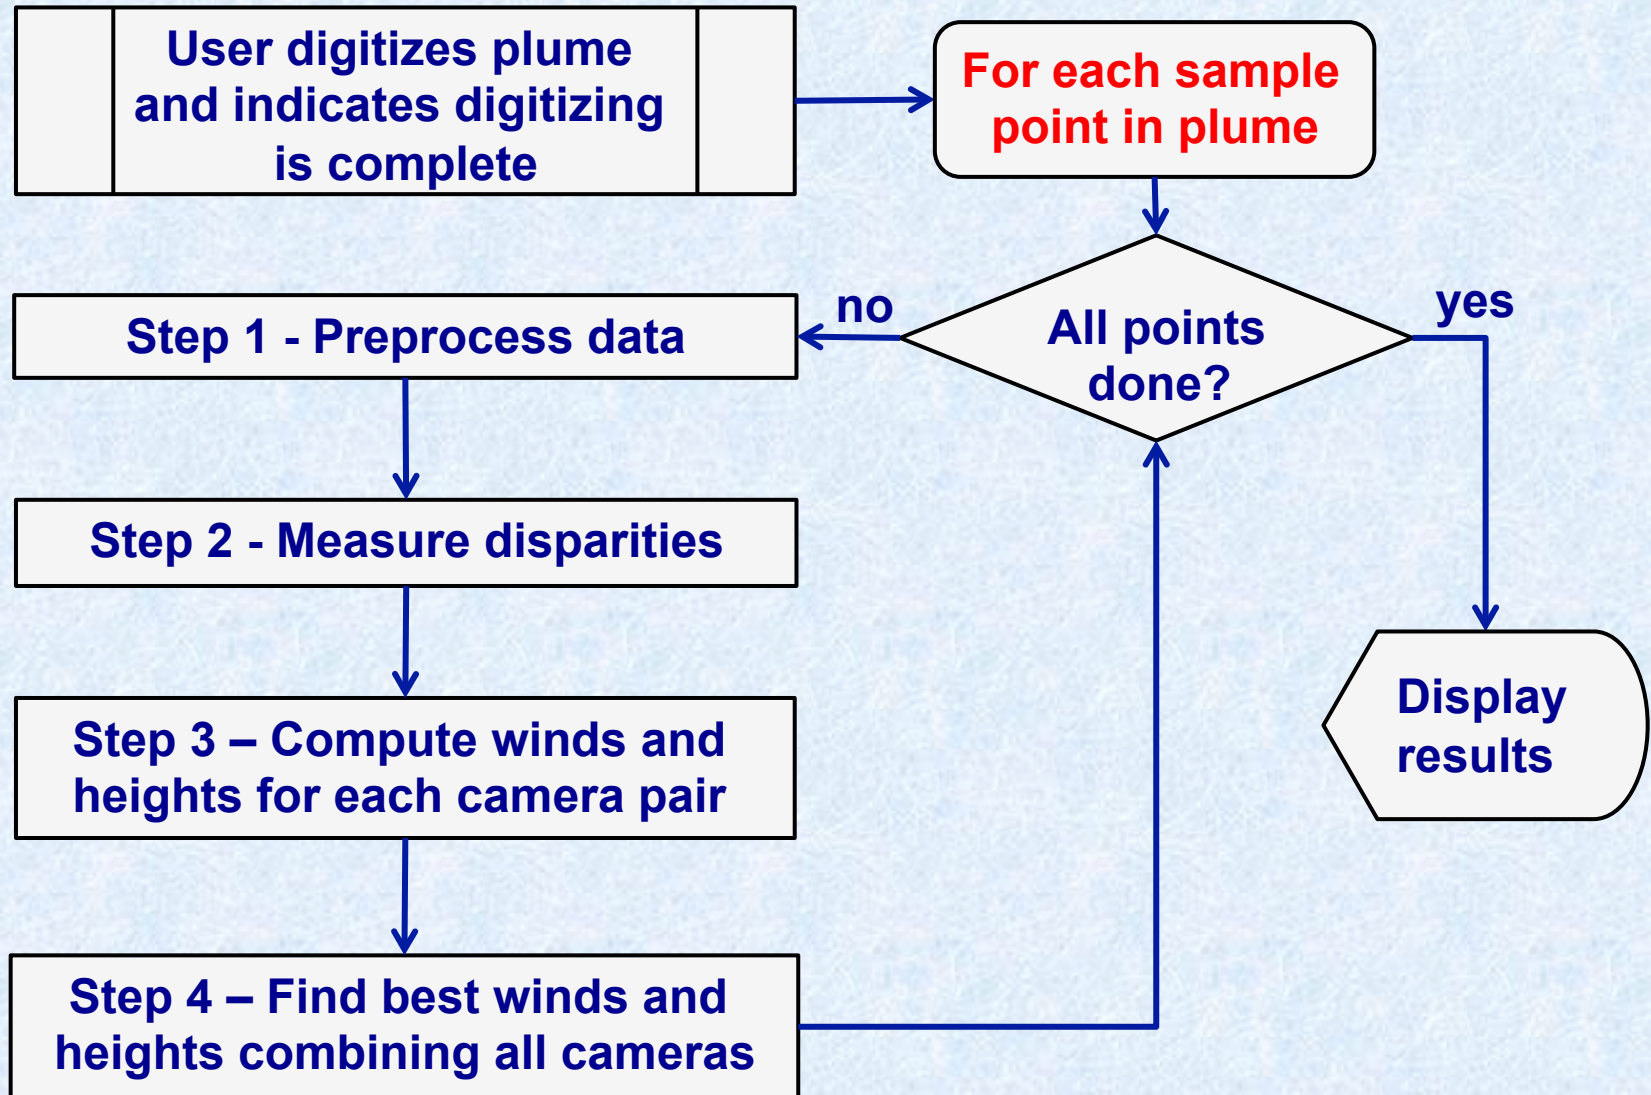 User digitizes plume
and indicates digitizing
is complete
For each sample
point in plume
All points
done?
no
yes
Step 1 - Preprocess data
Step 2 - Measure disparities
Step 3 – Compute winds and
heights for each camera pair
Step 4 – Find best winds and
heights combining all cameras
Display
results